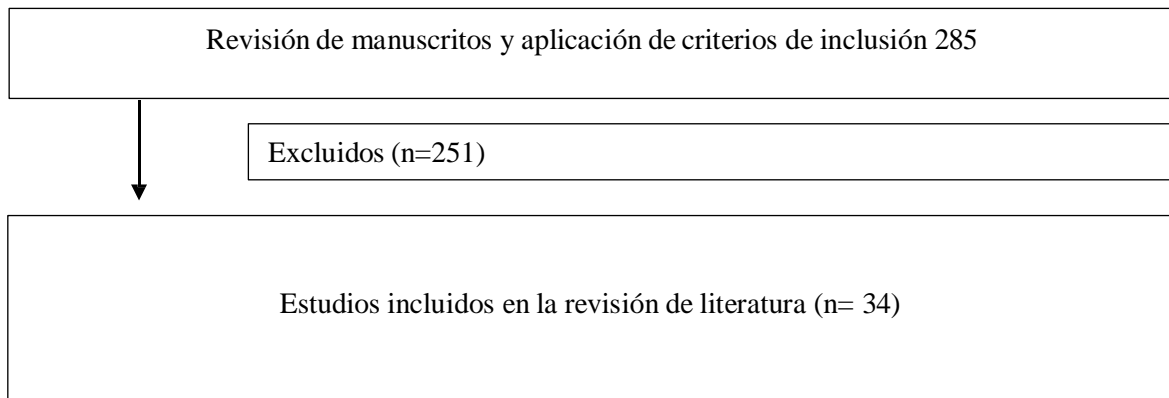 Revisión de manuscritos y aplicación de criterios de inclusión 285
Excluidos (n=251)
Estudios incluidos en la revisión de literatura (n= 34)